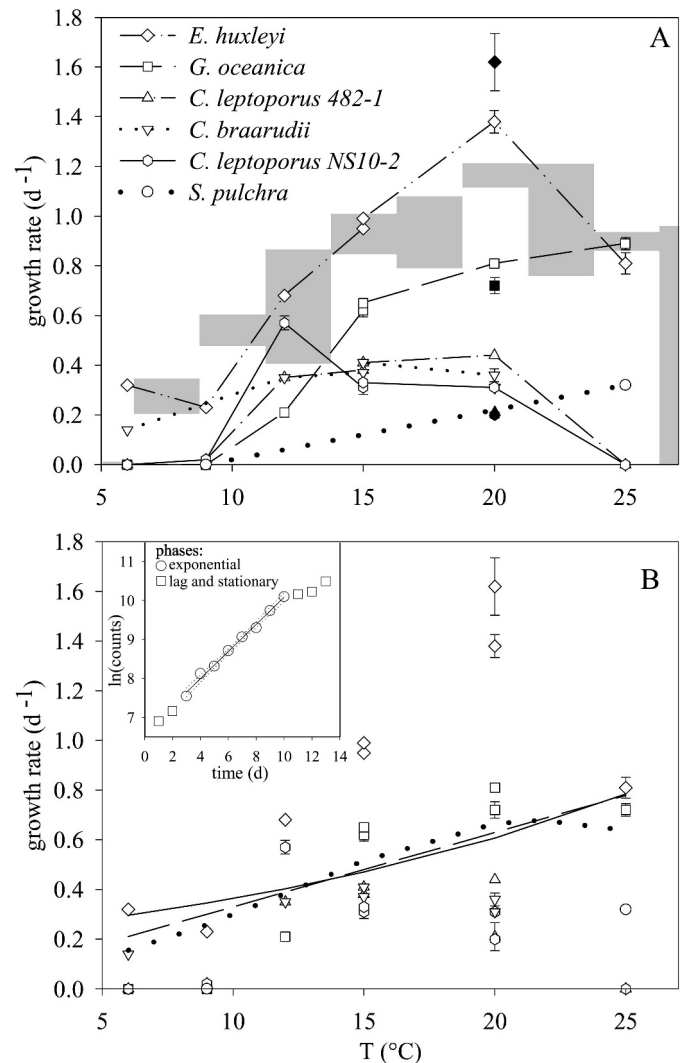 A
E. huxleyi
G. oceanica
C. leptoporus 482-1
C. braarudii
C. leptoporus NS10-2
S. pulchra
growth rate (d -1)
1.8
1.6
1.4
1.2
1.0
0.8
0.6
0.4
0.2
0.0
5 10 15 20 25
B
phases:
exponential
lag and stationary
ln(counts)
11
10
9
8
7
0 2 4 6 8 10 12 14
time (d)
growth rate (d -1)
1.8
1.6
1.4
1.2
1.0
0.8
0.6
0.4
0.2
0.0
5 10 15 20 25
T (°C)